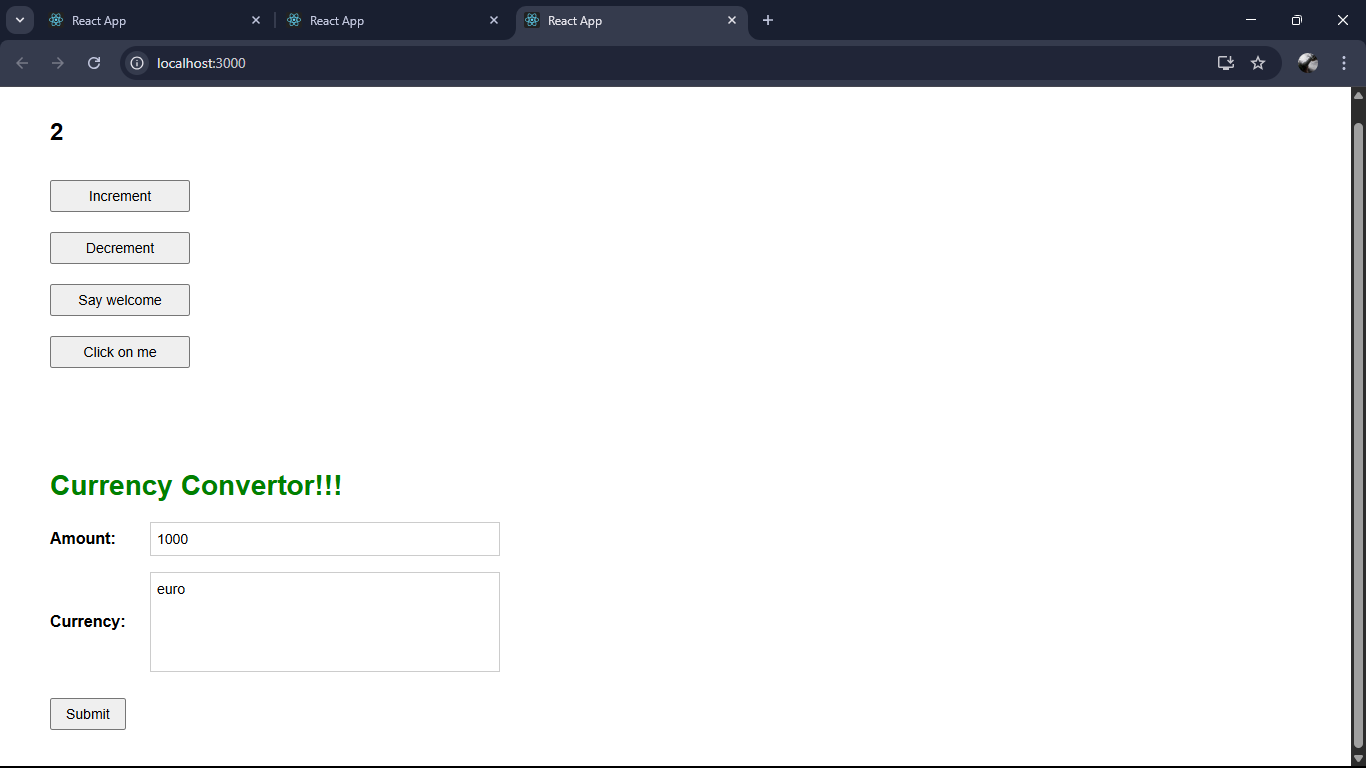 React App
React App
React App
localhost:3000
2
Increment
Decrement
Say welcome
Click on me
Currency Convertor!!!
Amount: 1000
Currency: euro
Submit